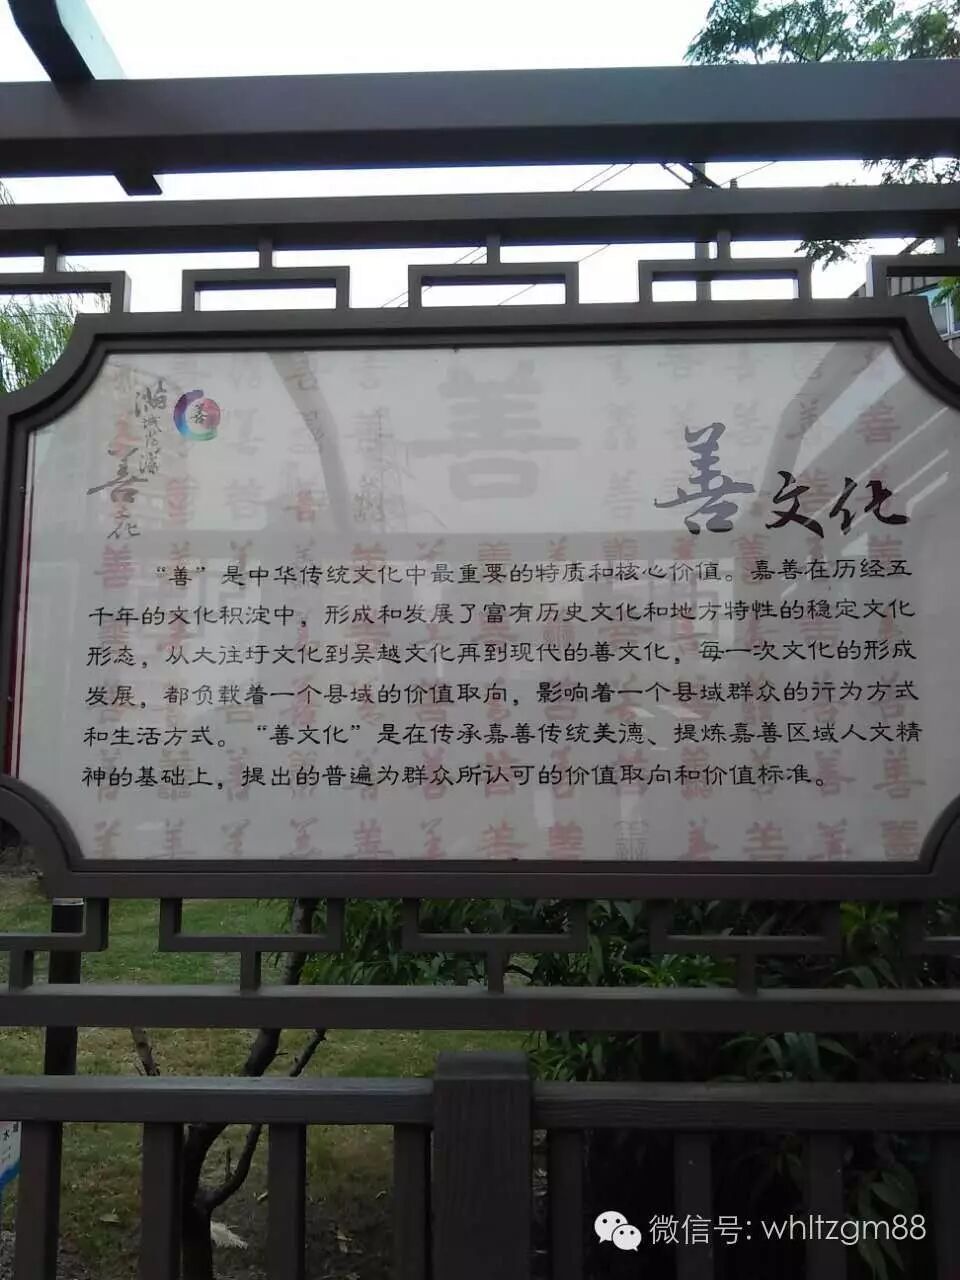 善文化
善
善
善文化
“善”是中华传统文化中最重要的特质和核心价值。嘉善在历经五
千年的文化积淀中，形成和发展了富有历史文化和地方特性的稳定文化
形态，从大往圩文化到吴越文化再到现代的善文化，每一次文化的形成
发展，都负载着一个县域的价值取向，影响着一个县域群众的行为方式
和生活方式。“善文化”是在传承嘉善传统美德、提炼嘉善区域人文精
神的基础上，提出的普遍为群众所认可的价值取向和价值标准。
微信号: whltzgm88